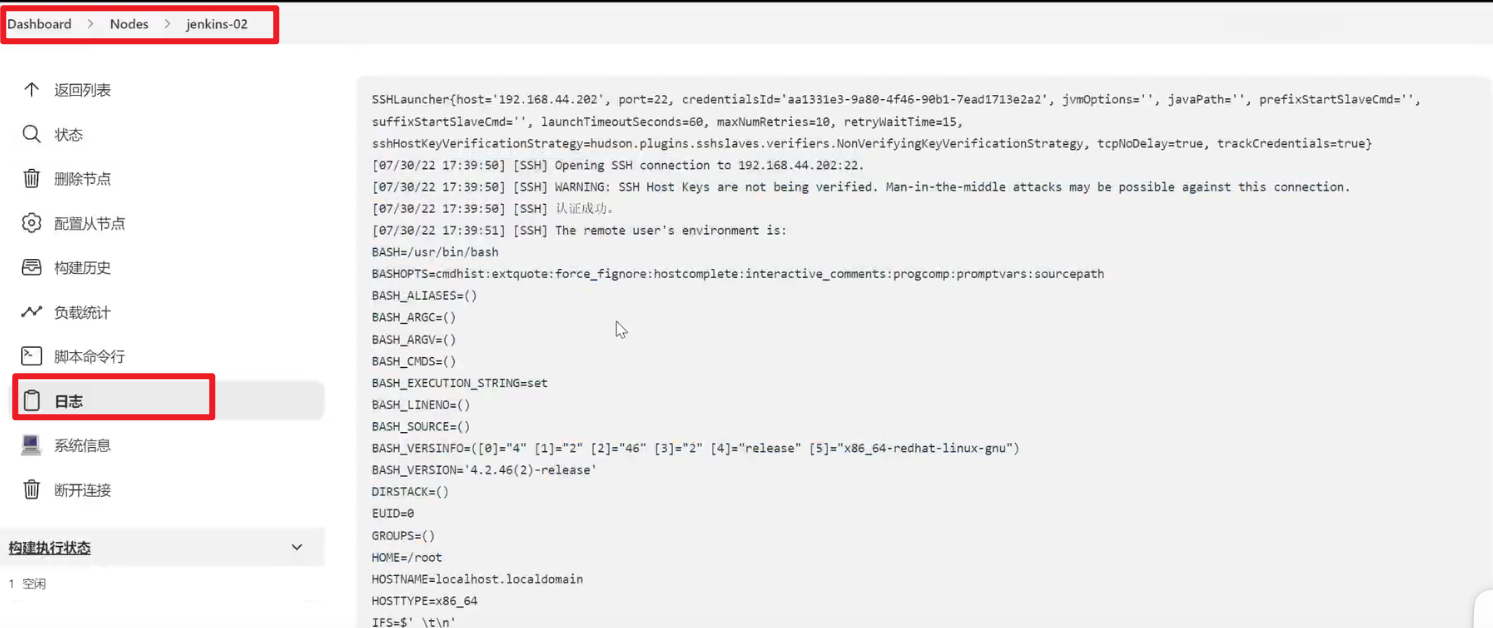 Dashboard > Nodes > jenkins-02
返回列表
状态
删除节点
配置从节点
构建历史
负载统计
脚本命令行
日志
系统信息
断开连接
构建执行状态
1 空闲
SSHLauncher{host='192.168.44.202', port=22, credentialsId='aa1331e3-9a80-4f46-90b1-7ead1713e2a2', jvmOptions='', javaPath='', prefixStartSlaveCmd='',
suffixStartSlaveCmd='', launchTimeoutSeconds=60, maxNumRetries=10, retryWaitTime=15,
sshHostKeyVerificationStrategy=hudson.plugins.sshslaves.verifiers.NonVerifyingKeyVerificationStrategy, tcpNoDelay=true, trackCredentials=true}
[07/30/22 17:39:50] [SSH] Opening SSH connection to 192.168.44.202:22.
[07/30/22 17:39:50] [SSH] WARNING: SSH Host Keys are not being verified. Man-in-the-middle attacks may be possible against this connection.
[07/30/22 17:39:50] [SSH] 认证成功。
[07/30/22 17:39:51] [SSH] The remote user's environment is:
BASH=/usr/bin/bash
BASHOPTS=cmdhist:extquote:force_fignore:hostcomplete:interactive_comments:progcomp:promptvars:sourcepath
BASH_ALIASES=()
BASH_ARGC=()
BASH_ARGV=()
BASH_CMDS=()
BASH_EXECUTION_STRING=set
BASH_LINENO=()
BASH_SOURCE=()
BASH_VERSINFO=([0]="4" [1]="2" [2]="46" [3]="2" [4]="release" [5]="x86_64-redhat-linux-gnu")
BASH_VERSION='4.2.46(2)-release'
DIRSTACK=()
EUID=0
GROUPS=()
HOME=/root
HOSTNAME=localhost.localdomain
HOSTTYPE=x86_64
IFS=$' \t\n'